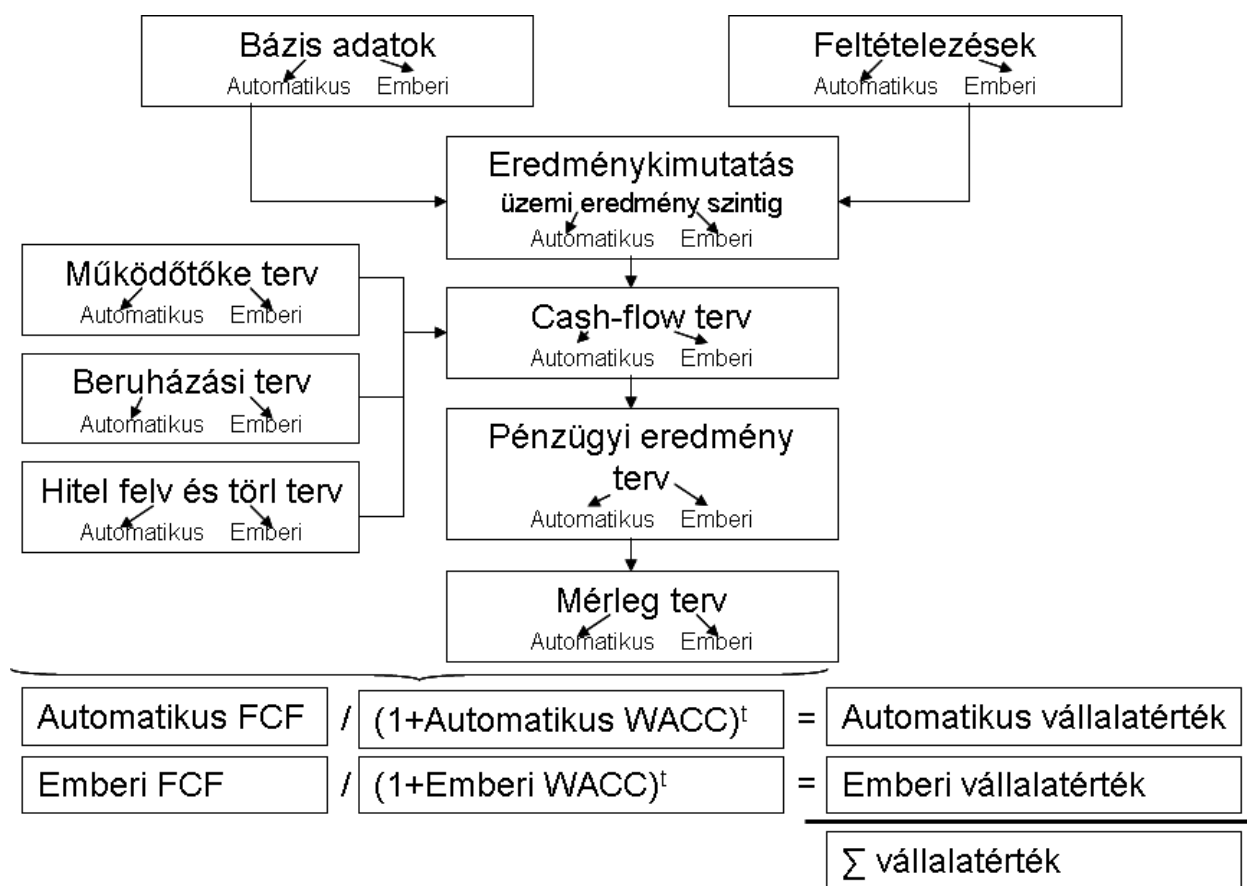 Bázis adatok
Automatikus Emberi
Feltételezések
Automatikus Emberi
Eredménykimutatás
üzemi eredmény szintig
Automatikus Emberi
Működőtőke terv
Automatikus Emberi
Cash-flow terv
Automatikus Emberi
Beruházási terv
Automatikus Emberi
Pénzügyi eredmény
terv
Automatikus Emberi
Hitel felv és törl terv
Automatikus Emberi
Mérleg terv
Automatikus Emberi
Automatikus FCF / (1+Automatikus WACC)ᵗ = Automatikus vállalatérték
Emberi FCF / (1+Emberi WACC)ᵗ = Emberi vállalatérték
∑ vállalatérték